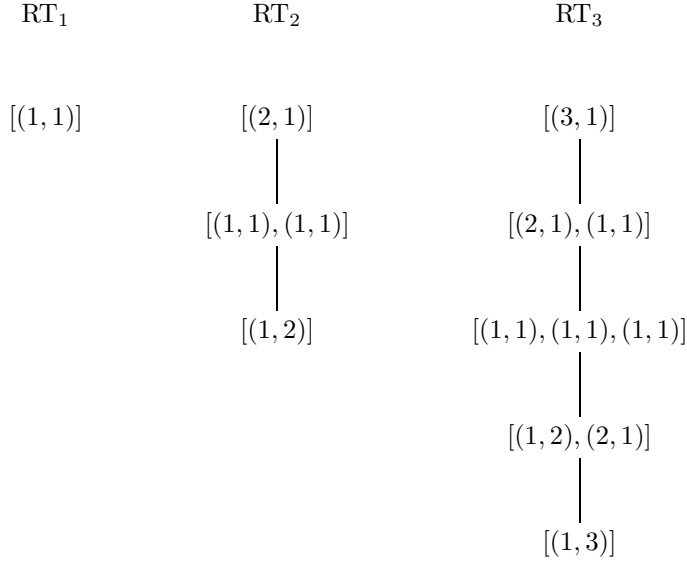 RT₁ RT₂ RT₃
[(1, 1)] [(2, 1)] [(3, 1)]
[(1, 1), (1, 1)] [(2, 1), (1, 1)]
[(1, 2)] [(1, 1), (1, 1), (1, 1)]
[(1, 2), (2, 1)]
[(1, 3)]